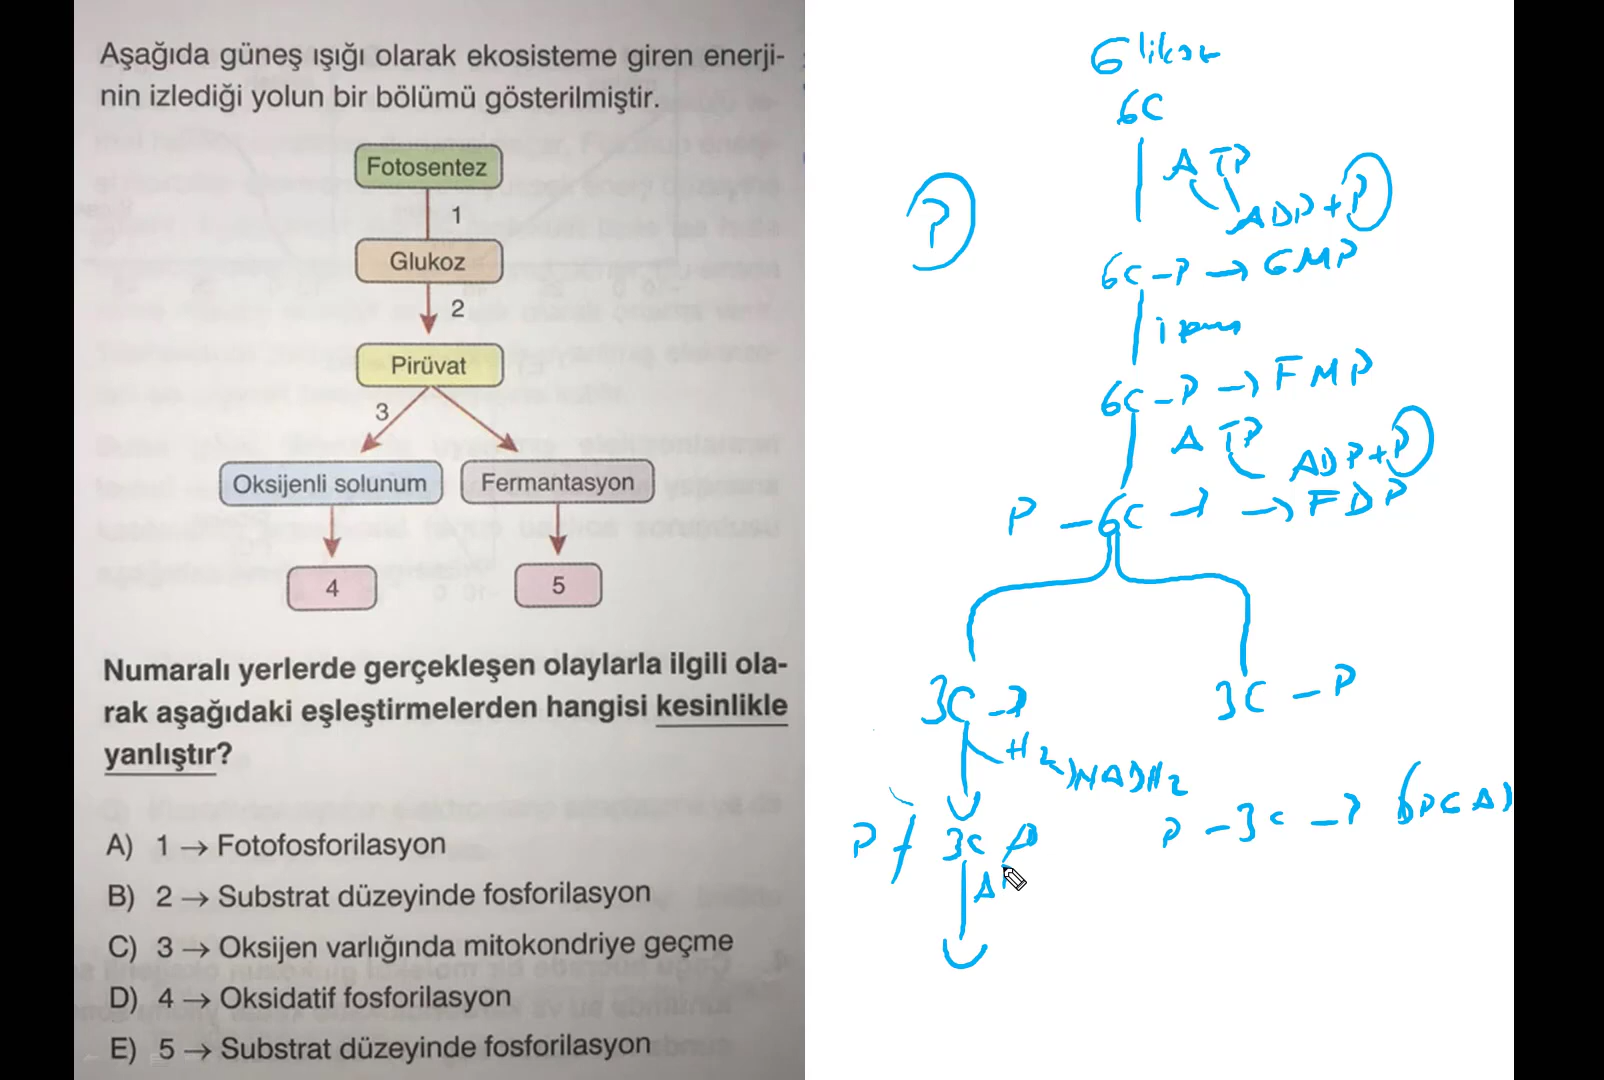 Aşağıda güneş ışığı olarak ekosisteme giren enerji-
nin izlediği yolun bir bölümü gösterilmiştir.
Fotosentez
1
Glukoz
2
Pirüvat
3
Oksijenli solunum
Fermantasyon
4
5
Numaralı yerlerde gerçekleşen olaylarla ilgili ola-
rak aşağıdaki eşleştirmelerden hangisi kesinlikle
yanlıştır?
A) 1 → Fotofosforilasyon
B) 2 → Substrat düzeyinde fosforilasyon
C) 3 → Oksijen varlığında mitokondriye geçme
D) 4 → Oksidatif fosforilasyon
E) 5 → Substrat düzeyinde fosforilasyon
6C
ATP
ADP+P
P
6C-P → GMP
6C-P → FMP
ATP
ADP+P
P-6C-P → FDP
3C-P
3C-P
H2
NADH2
P-3C-P
P-3C-P